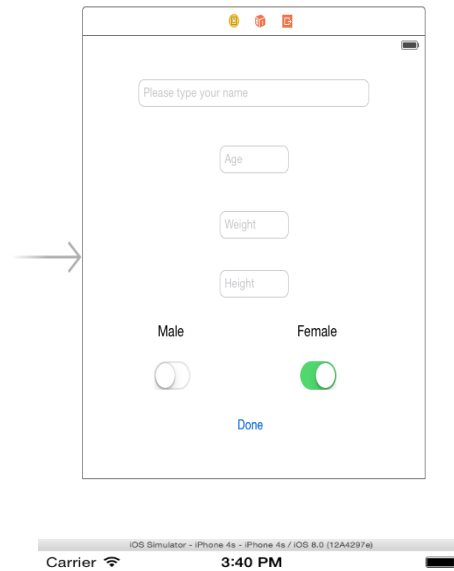 Please type your name
Age
Weight
Height
Male Female
Done
iOS Simulator - iPhone 4s - iPhone 4s / iOS 8.0 (12A4297e)
Carrier 3:40 PM